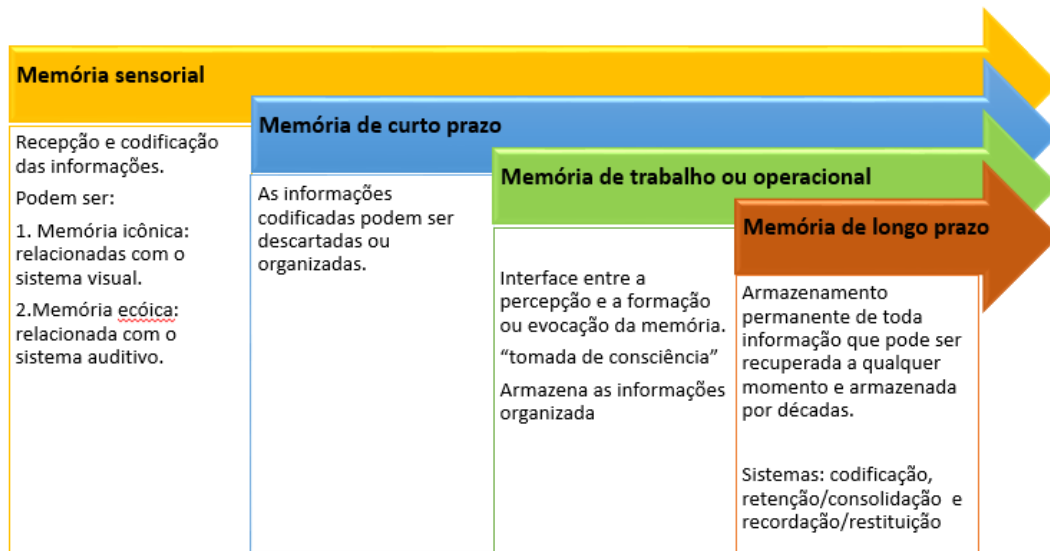 Memória sensorial
Recepção e codificação
das informações.
Podem ser:
1. Memória icônica:
relacionadas com o
sistema visual.
2.Memória ecóica:
relacionada com o
sistema auditivo.
Memória de curto prazo
As informações
codificadas podem ser
descartadas ou
organizadas.
Memória de trabalho ou operacional
Interface entre a
percepção e a formação
ou evocação da memória.
“tomada de consciência”
Armazena as informações
organizada
Memória de longo prazo
Armazenamento
permanente de toda
informação que pode ser
recuperada a qualquer
momento e armazenada
por décadas.
Sistemas: codificação,
retenção/consolidação e
recordação/restituição